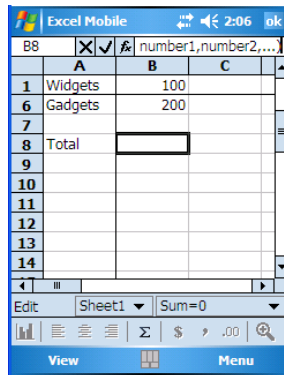 Excel Mobile 2:06 ok
B8 fx number1,number2,...)
A B C
1 Widgets 100
6 Gadgets 200
7
8 Total
9
10
11
12
13
14
Edit Sheet1 Sum=0
Σ $ , .00
View Menu